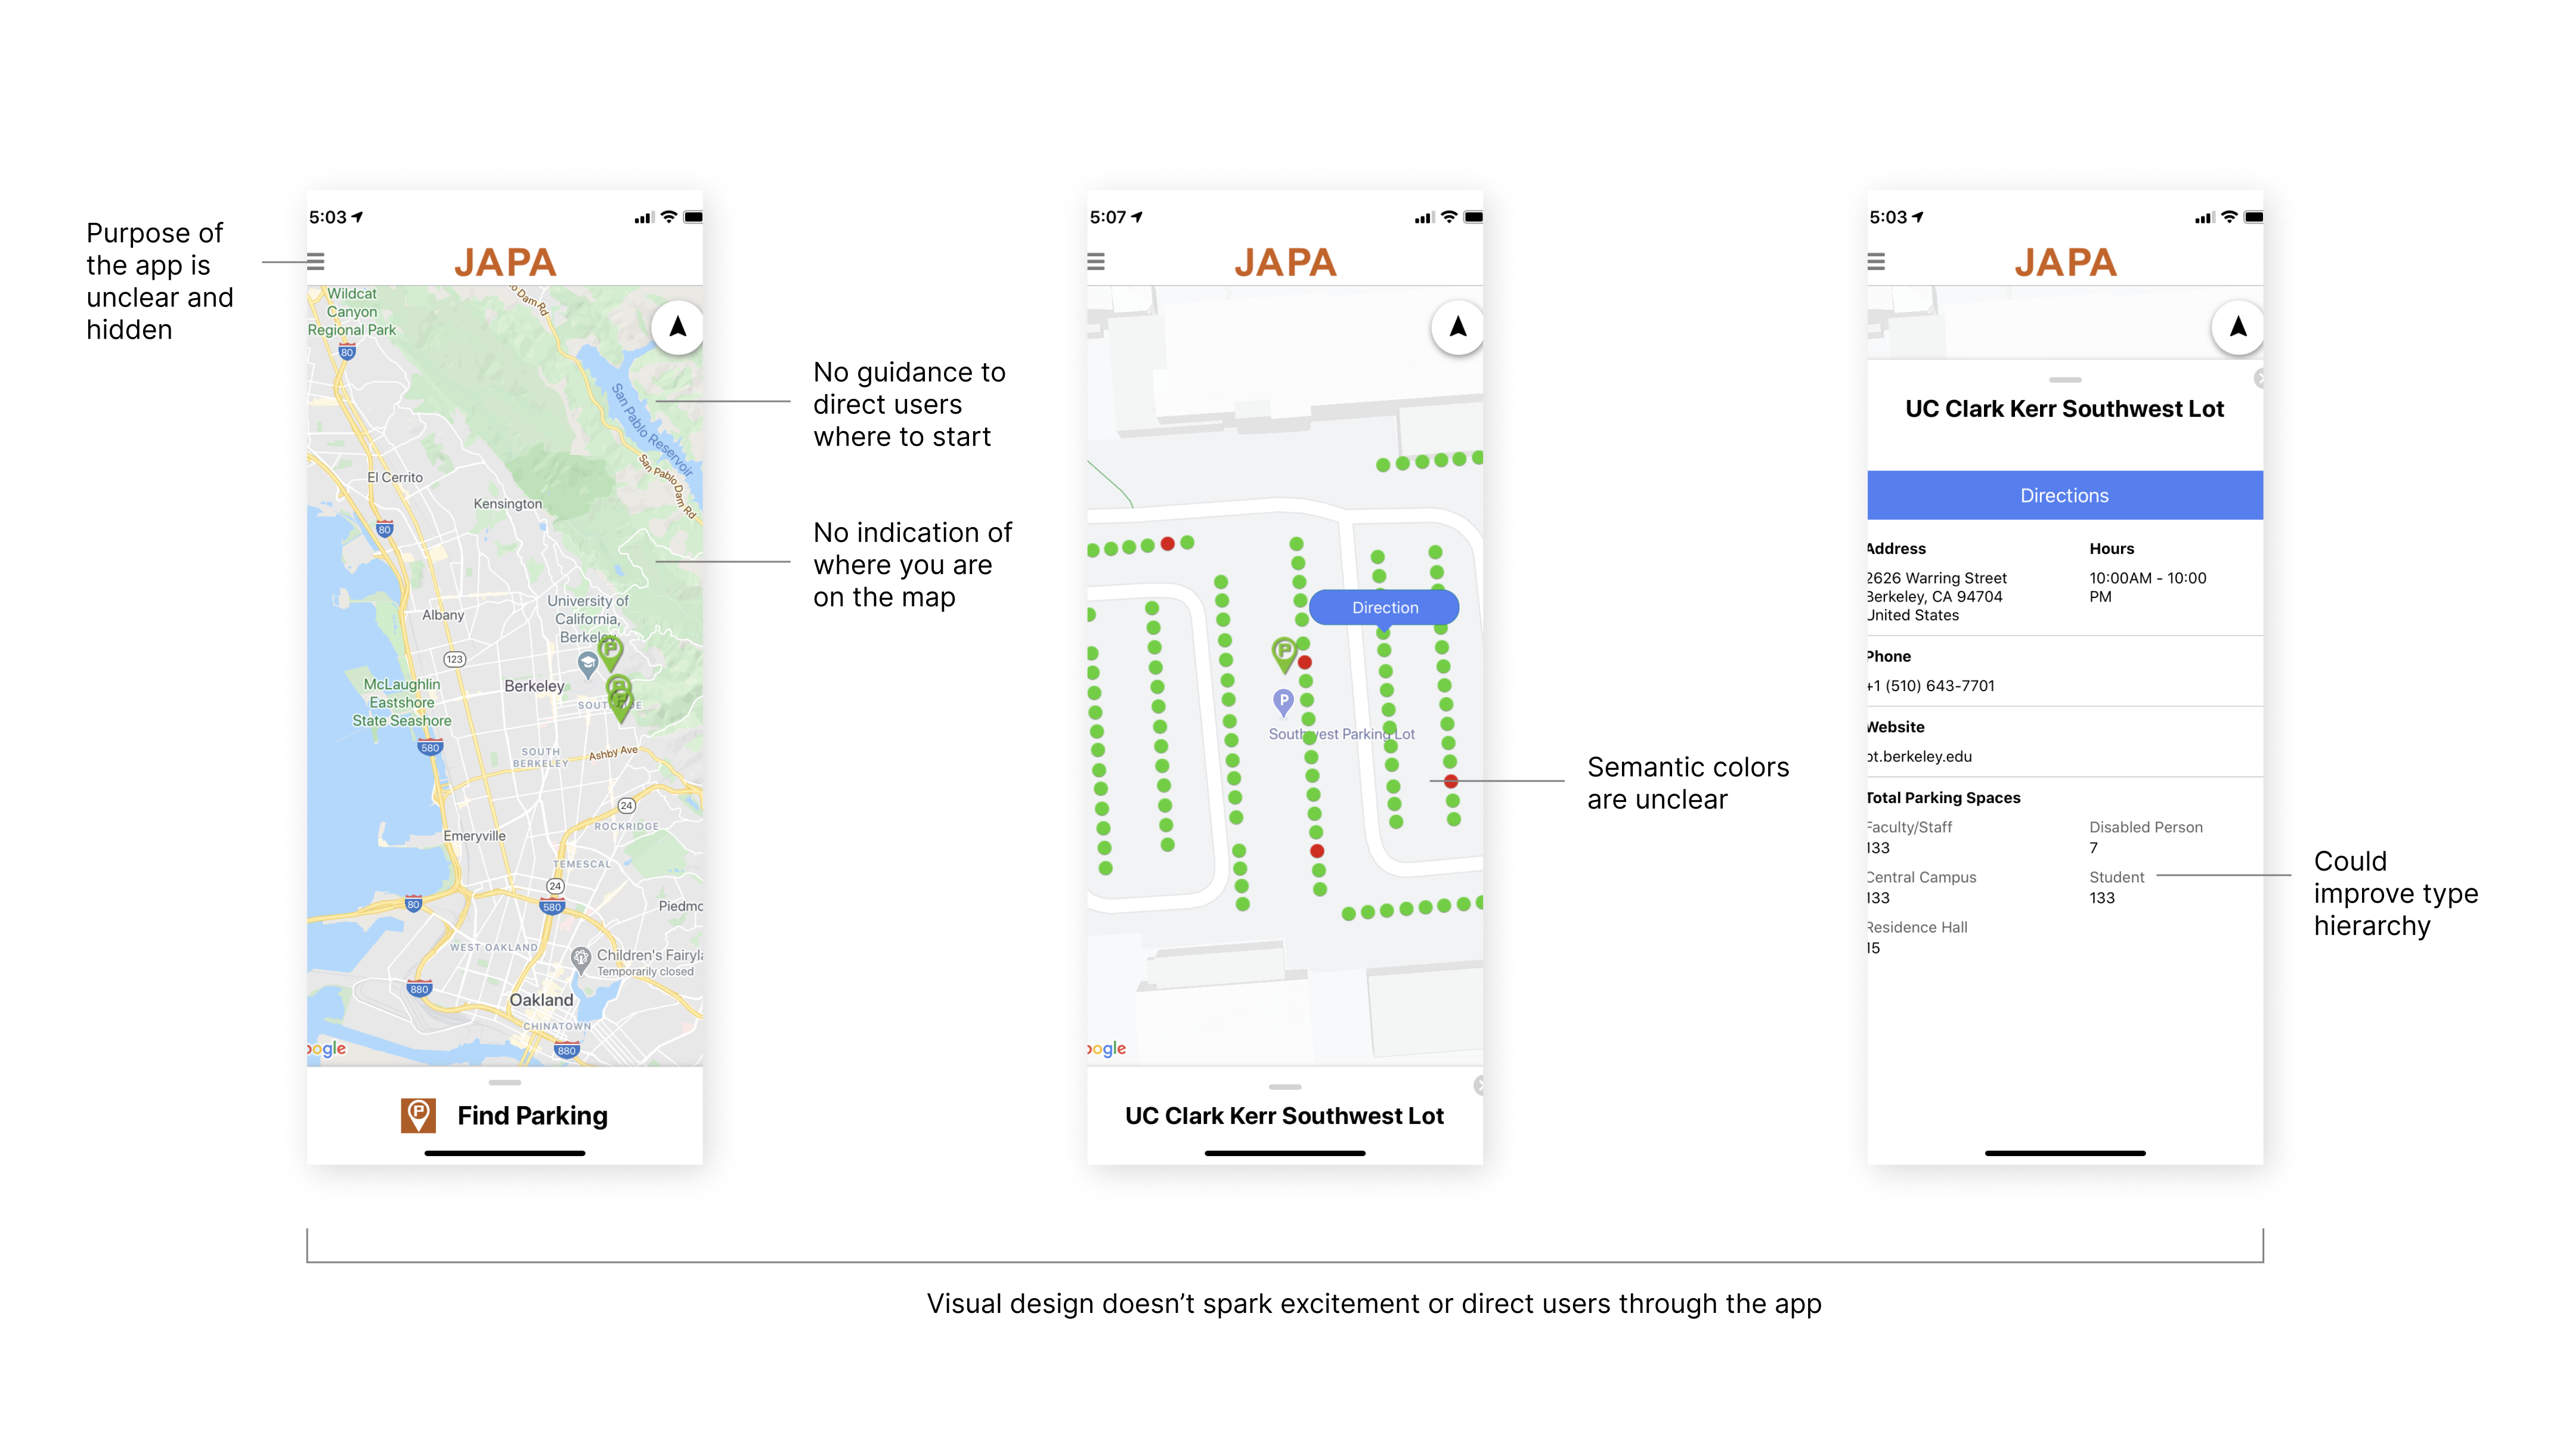 Purpose of
the app is
unclear and
hidden
5:03
JAPA
Dam Rd
Wildcat
Canyon
Regional Park
80
San Pablo Reservoir
San Pablo Dam Rd
El Cerrito
Kensington
80
University of
California,
Berkeley
Albany
123
McLaughlin
Eastshore
State Seashore
Berkeley
P
P
P
580
SOUTH
BERKELEY
Ashby Ave
24
ROCKRIDGE
Emeryville
TEMESCAL
24
80
580
Piedmo
WEST OAKLAND
Children's Fairyla
Temporarily closed
880
Oakland
CHINATOWN
880
oogle
P
Find Parking
No guidance to
direct users
where to start
No indication of
where you are
on the map
5:07
JAPA
Direction
P
P
Southwest Parking Lot
oogle
UC Clark Kerr Southwest Lot
Semantic colors
are unclear
5:03
JAPA
UC Clark Kerr Southwest Lot
Directions
Address
2626 Warring Street
Berkeley, CA 94704
United States
Hours
10:00AM - 10:00
PM
Phone
+1 (510) 643-7701
Website
pt.berkeley.edu
Total Parking Spaces
Faculty/Staff
133
Disabled Person
7
Central Campus
133
Student
133
Residence Hall
15
Could
improve type
hierarchy
Visual design doesn’t spark excitement or direct users through the app